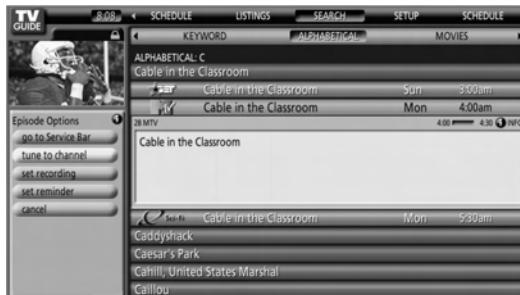 TV GUIDE
8:08
SCHEDULE LISTINGS SEARCH SETUP SCHEDULE
KEYWORD ALPHABETICAL MOVIES
ALPHABETICAL: C
Cable in the Classroom
Cable in the Classroom Sun 3:00am
Cable in the Classroom Mon 4:00am
28 MTV 4:00 4:30 INFO
Cable in the Classroom
Episode Options
go to Service Bar
tune to channel
set recording
set reminder
cancel
Sci-Fi Cable in the Classroom Mon 5:30am
Caddyshack
Caesar's Park
Cahill, United States Marshal
Caillou